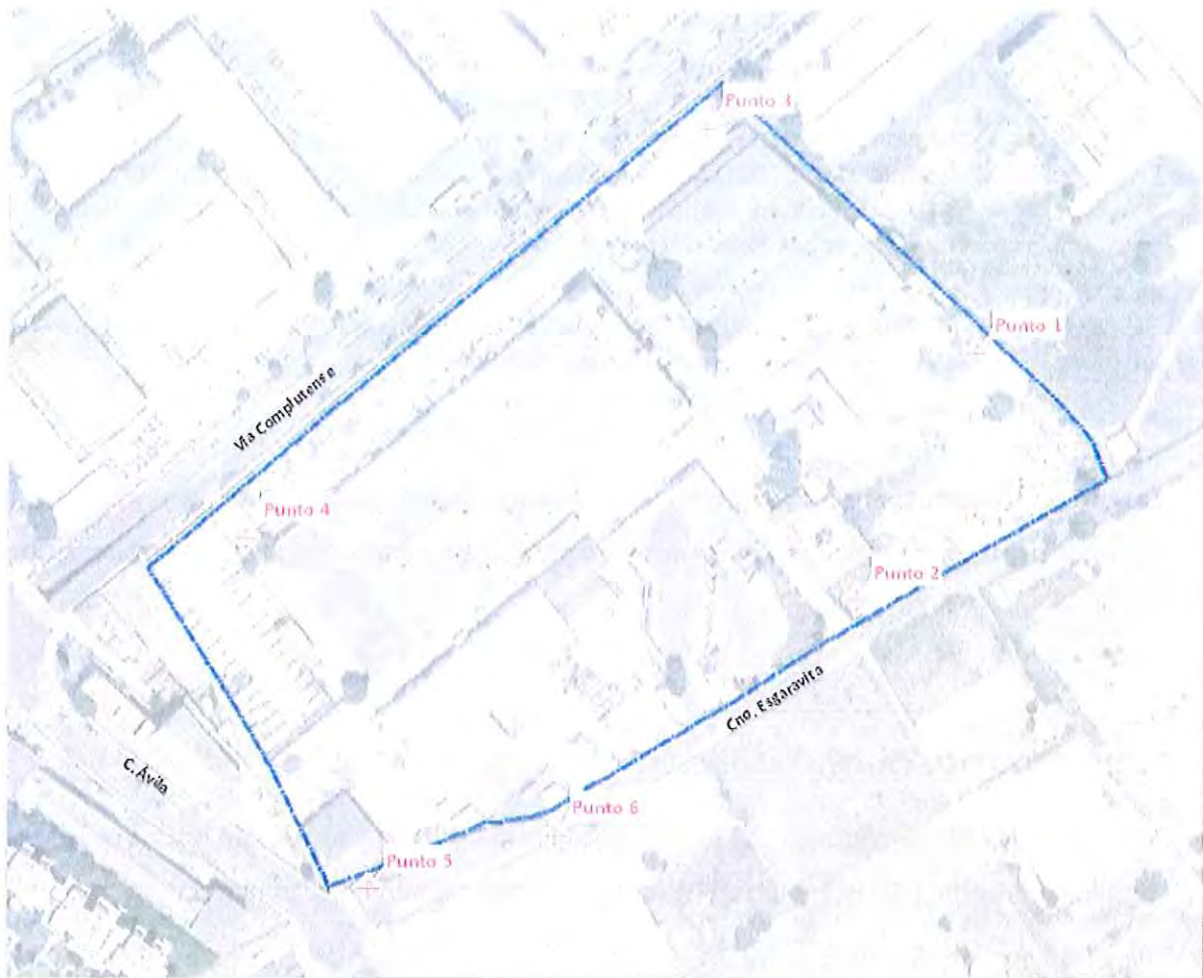 Punto 3
Punto 1
Vía Complutense
Punto 4
Punto 2
Cno. Esgaravita
C. Ávila
Punto 6
Punto 5